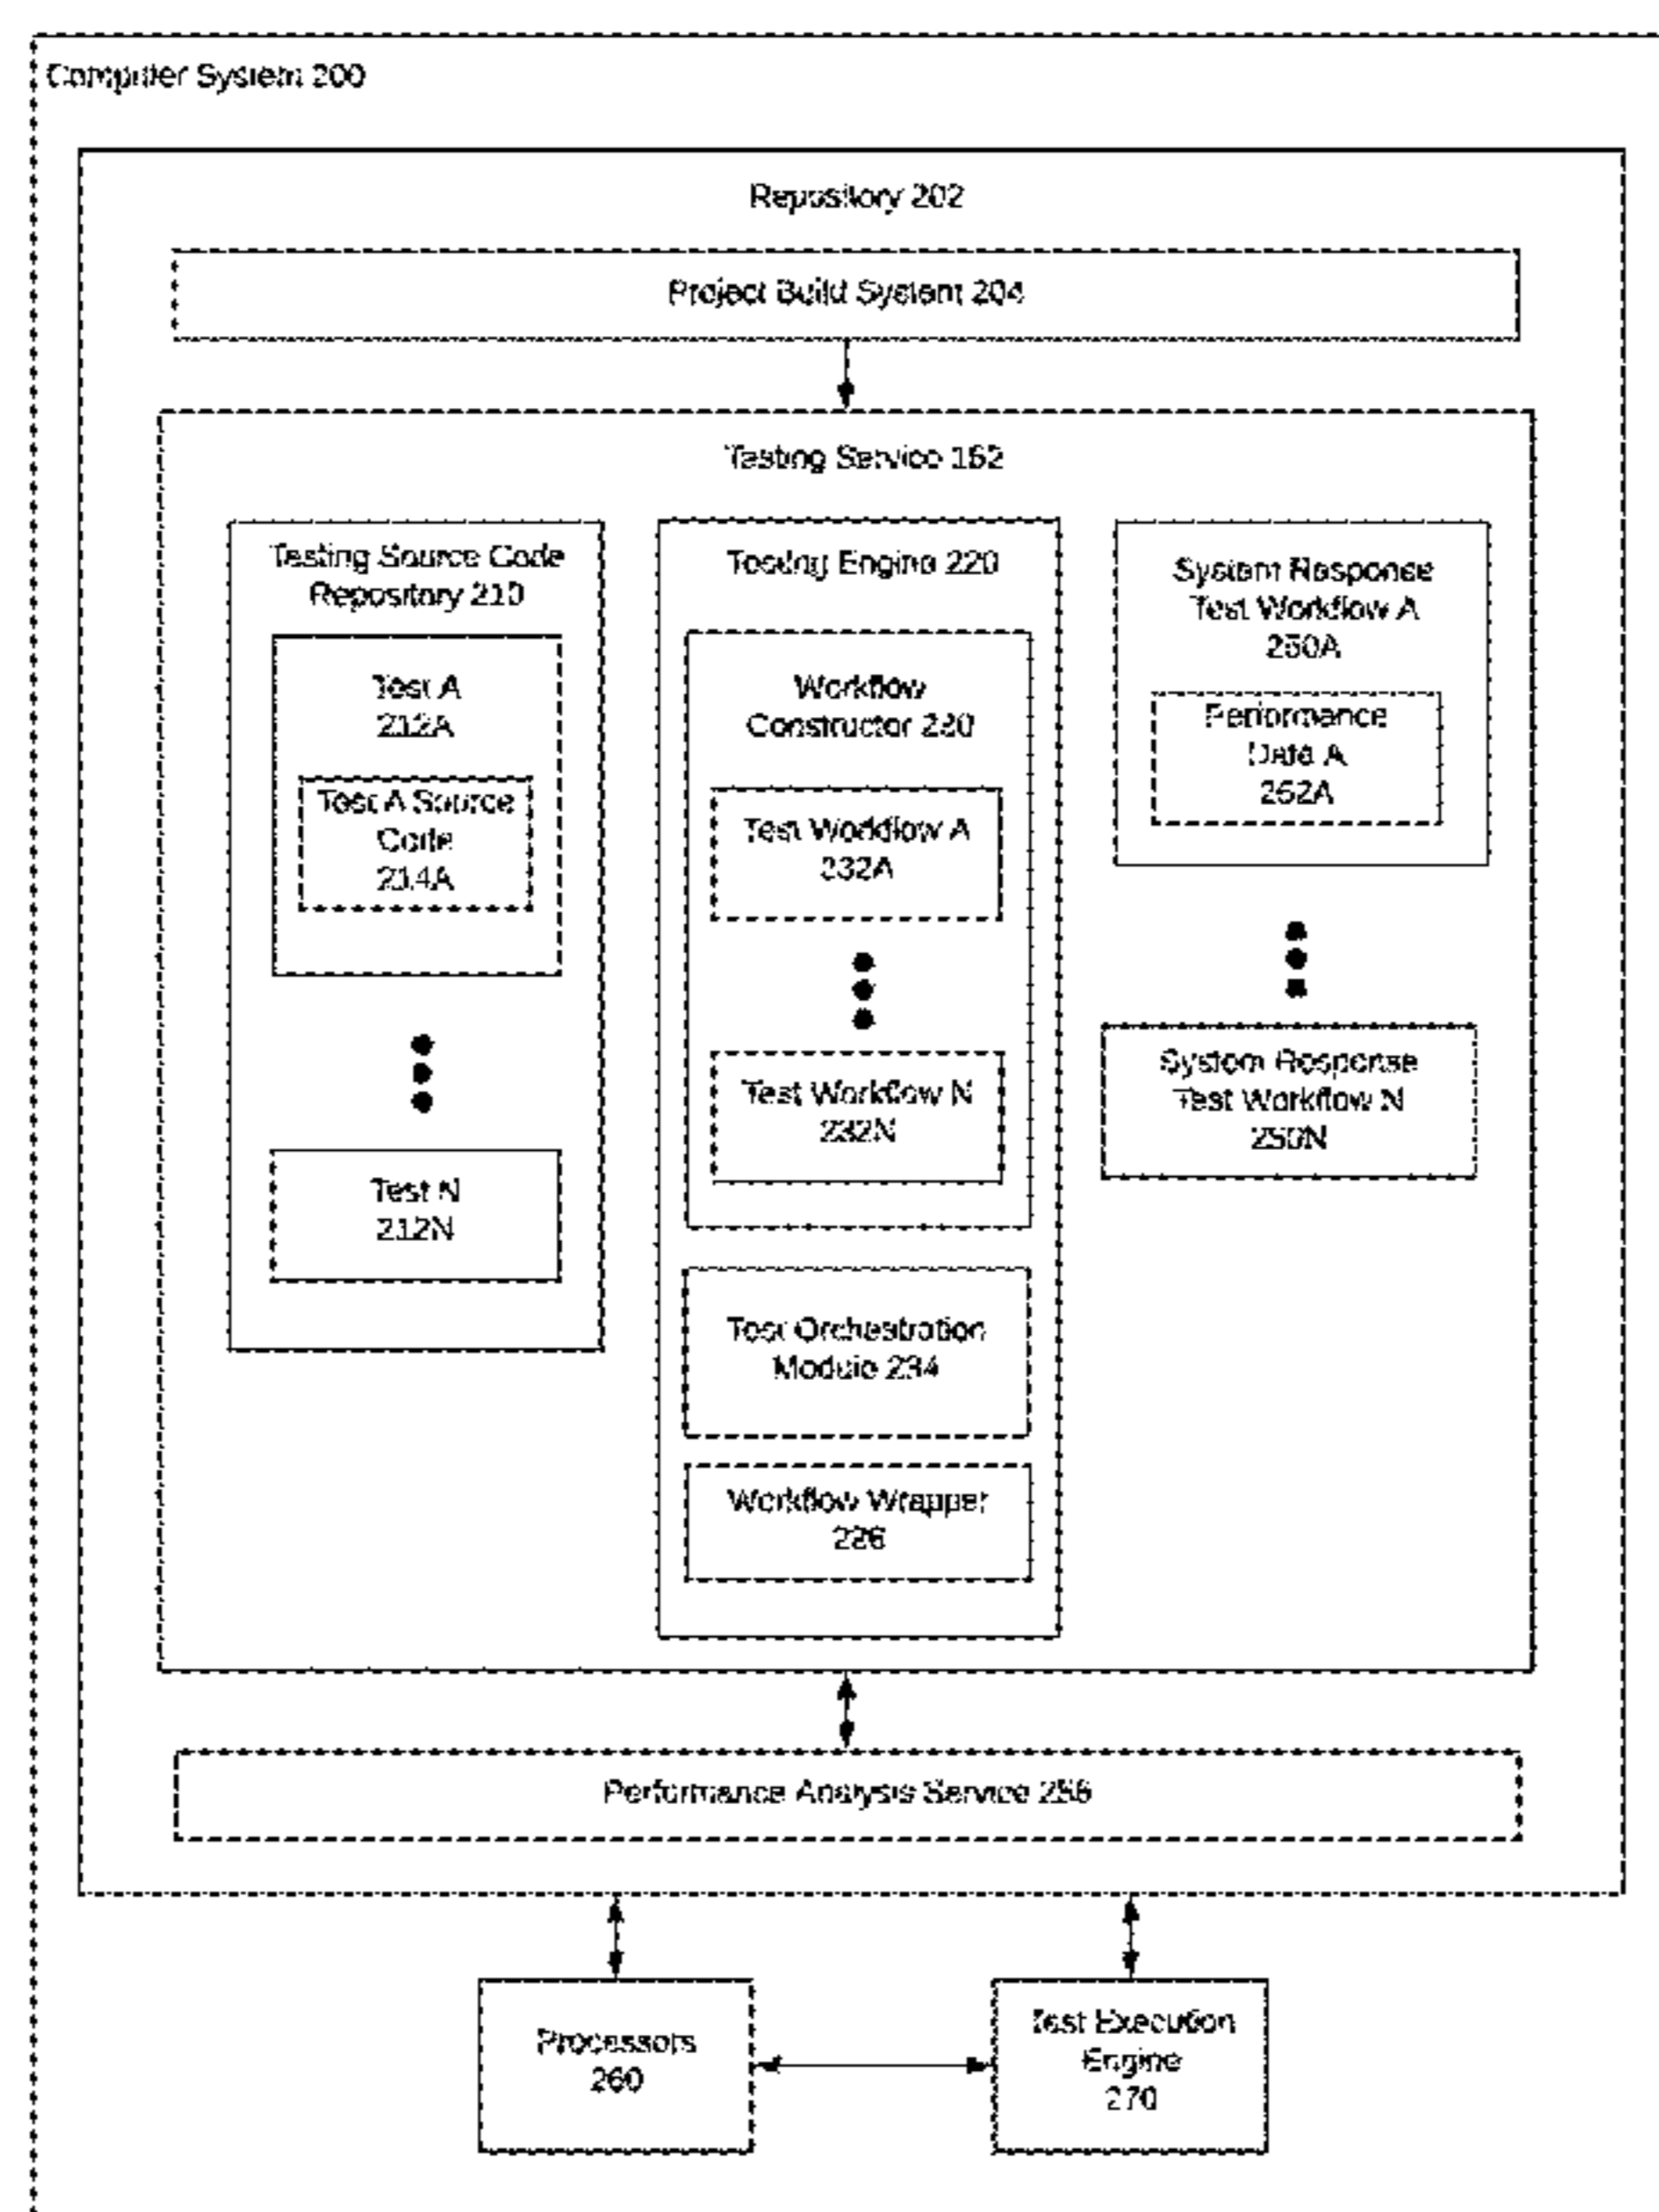 Computer System 200
Repository 202
Project Build System 204
Testing Service 162
Testing Source Code
Repository 210
Test A
212A
Test A Source
Code
214A
Test N
212N
Testing Engine 220
Workflow
Constructor
Test Workflow A
232A
Test Workflow N
232N
Test Orchestration
Module 234
Workflow Wrapper
System Response
Test Workflow A
250A
Performance
Data A
252A
System Response
Test Workflow N
250N
Performance Analysis Service
Processors
260
Test Execution
Engine
270